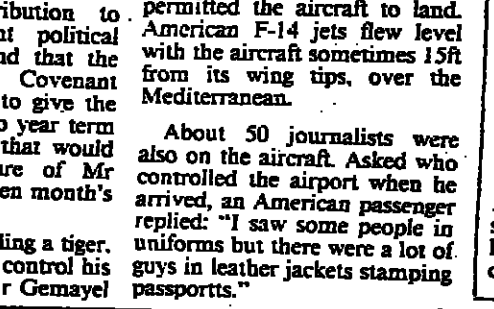 ribution to
nt political
nd that the
Covenant
to give the
o year term
that would
ure of Mr
en month's
ling a tiger.
control his
r Gemayel
permitted the aircraft to land.
American F-14 jets flew level
with the aircraft sometimes 15ft
from its wing tips, over the
Mediterranean.
About 50 journalists were
also on the aircraft. Asked who
controlled the airport when he
arrived, an American passenger
replied: "I saw some people in
uniforms but there were a lot of
guys in leather jackets stamping
passportts."